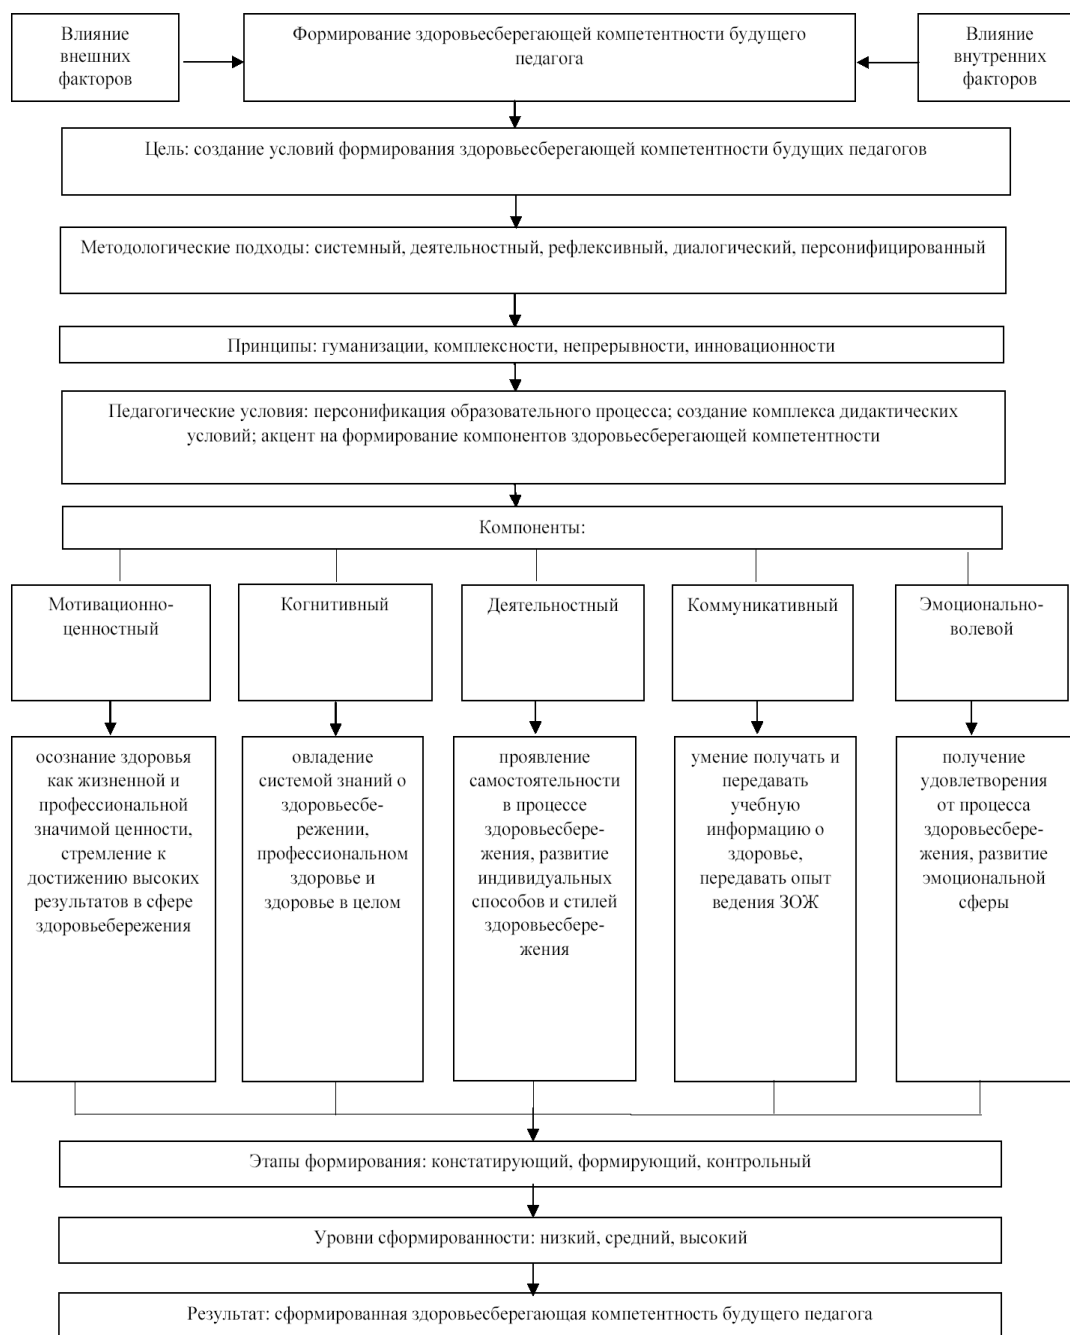 Влияние
внешних
факторов
Формирование здоровьесберегающей компетентности будущего
педагога
Влияние
внутренних
факторов
Цель: создание условий формирования здоровьесберегающей компетентности будущих педагогов
Методологические подходы: системный, деятельностный, рефлексивный, диалогический, персонифицированный
Принципы: гуманизации, комплексности, непрерывности, инновационности
Педагогические условия: персонификация образовательного процесса; создание комплекса дидактических
условий; акцент на формирование компонентов здоровьесберегающей компетентности
Компоненты:
Мотивационно-
ценностный
Когнитивный
Деятельностный
Коммуникативный
Эмоционально-
волевой
осознание здоровья
как жизненной и
профессиональной
значимой ценности,
стремление к
достижению высоких
результатов в сфере
здоровьебережения
овладение
системой знаний о
здоровьесбе-
режении,
профессиональном
здоровье и
здоровье в целом
проявление
самостоятельности
в процессе
здоровьесбере-
жения, развитие
индивидуальных
способов и стилей
здоровьесбере-
жения
умение получать и
передавать
учебную
информацию о
здоровье,
передавать опыт
ведения ЗОЖ
получение
удовлетворения
от процесса
здоровьесбере-
жения, развитие
эмоциональной
сферы
Этапы формирования: констатирующий, формирующий, контрольный
Уровни сформированности: низкий, средний, высокий
Результат: сформированная здоровьесберегающая компетентность будущего педагога